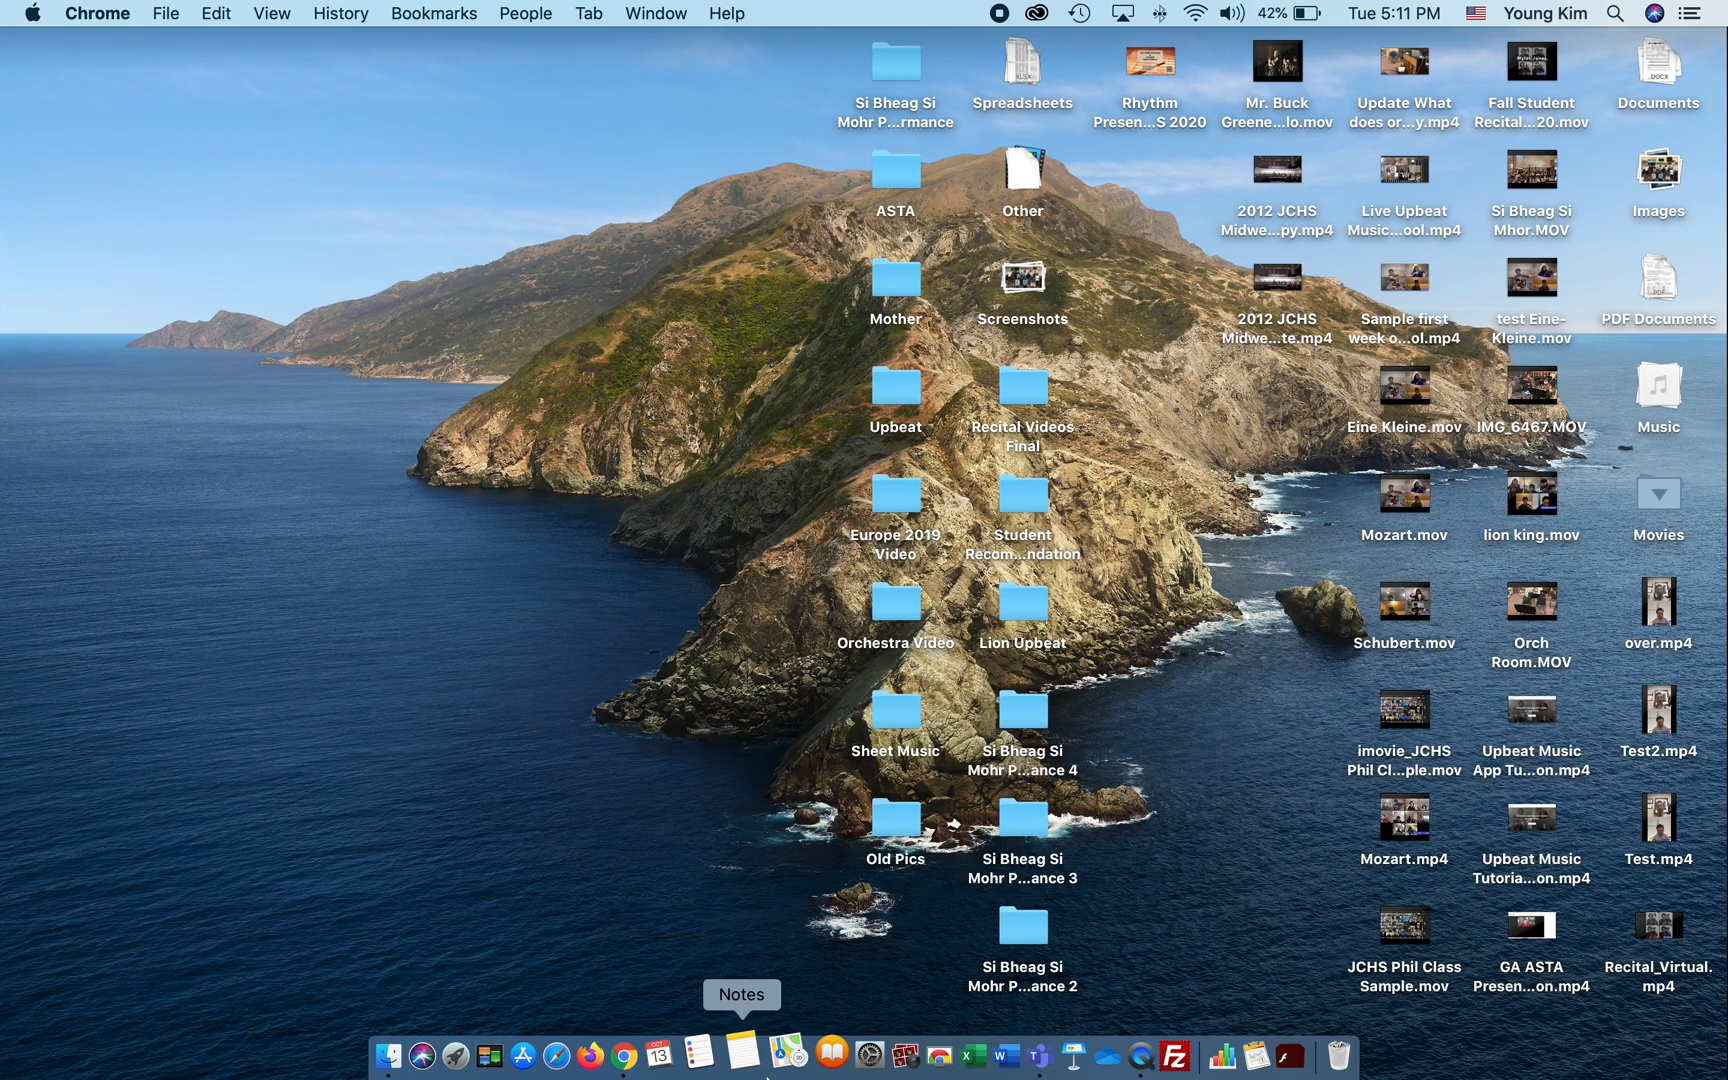 Chrome File Edit View History Bookmarks People Tab Window Help 42% Tue 5:11 PM Young Kim
Si Bheag Si
Mohr P...rmance
Spreadsheets
Rhythm
Presen...S 2020
Mr. Buck
Greene...lo.mov
Update What
does or...y.mp4
Fall Student
Recital...20.mov
Documents
ASTA
Other
2012 JCHS
Midwe...py.mp4
Live Upbeat
Music...ool.mp4
Si Bheag Si
Mhor.MOV
Images
Mother
Screenshots
2012 JCHS
Midwe...te.mp4
Sample first
week o...ol.mp4
test Eine-
Kleine.mov
PDF Documents
Upbeat
Recital Videos
Final
Eine Kleine.mov
IMG_6467.MOV
Music
Europe 2019
Video
Student
Recom...ndation
Mozart.mov
lion king.mov
Movies
Orchestra Video
Lion Upbeat
Schubert.mov
Orch
Room.MOV
over.mp4
Sheet Music
Si Bheag Si
Mohr P...ance 4
imovie_JCHS
Phil Cl...ple.mov
Upbeat Music
App Tu...on.mp4
Test2.mp4
Old Pics
Si Bheag Si
Mohr P...ance 3
Mozart.mp4
Upbeat Music
Tutoria...on.mp4
Test.mp4
Si Bheag Si
Mohr P...ance 2
JCHS Phil Class
Sample.mov
GA ASTA
Presen...on.mp4
Recital_Virtual.
mp4
Notes
OCT
13